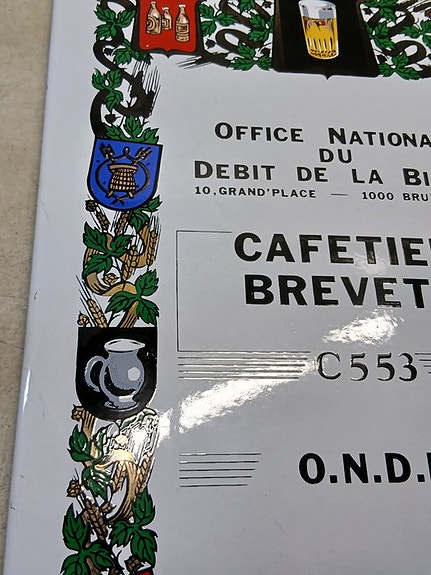 OFFICE NATIONA
DU
DEBIT DE LA BI
10, GRAND'PLACE — 1000 BRU
CAFETIE
BREVET
C553
O.N.D.